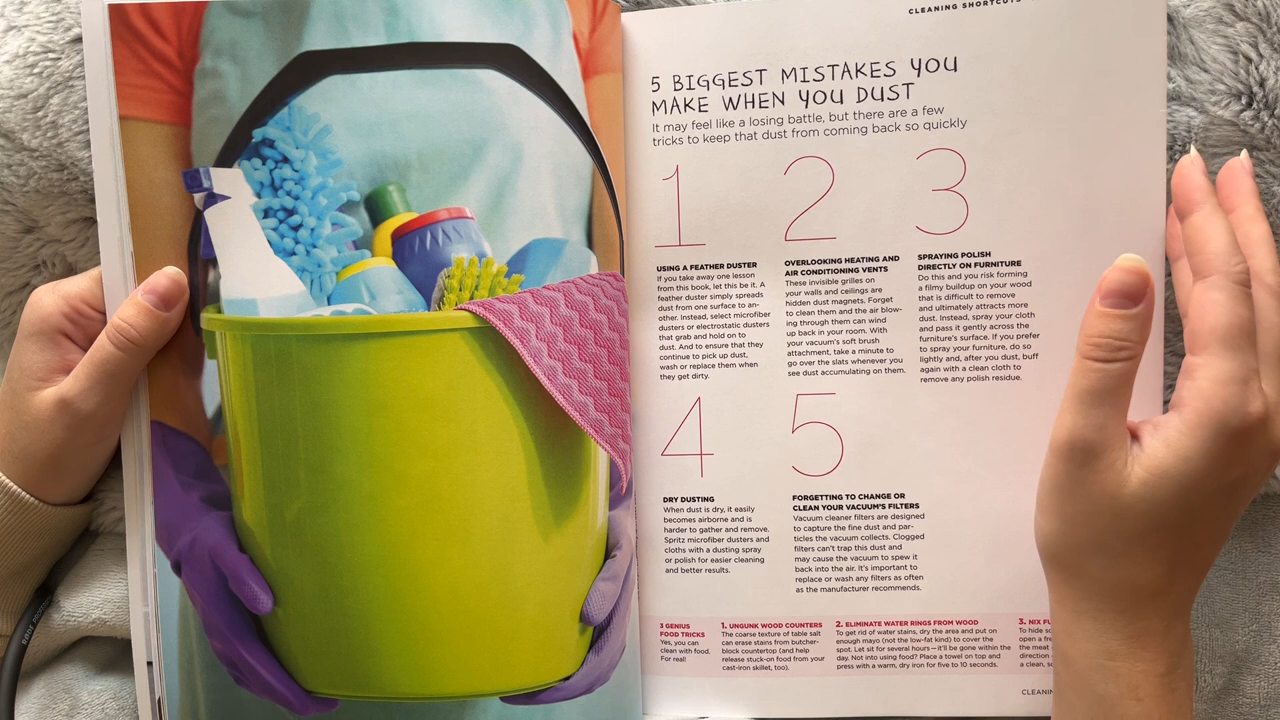 CLEANING SHORTCUTS
5 BIGGEST MISTAKES YOU
MAKE WHEN YOU DUST
It may feel like a losing battle, but there are a few
tricks to keep that dust from coming back so quickly
1
USING A FEATHER DUSTER
If you take away one lesson
from this book, let this be it. A
feather duster simply spreads
dust from one surface to an-
other. Instead, select microfiber
dusters or electrostatic dusters
that grab and hold on to
dust. And to ensure that they
continue to pick up dust,
wash or replace them when
they get dirty.
2
OVERLOOKING HEATING AND
AIR CONDITIONING VENTS
These invisible grilles on
your walls and ceilings are
hidden dust magnets. Forget
to clean them and the air blow-
ing through them can wind
up back in your room. With
your vacuum's soft brush
attachment, take a minute to
go over the slats whenever you
see dust accumulating on them.
3
SPRAYING POLISH
DIRECTLY ON FURNITURE
Do this and you risk forming
a filmy buildup on your wood
that is difficult to remove
and ultimately attracts more
dust. Instead, spray your cloth
and pass it gently across the
furniture's surface. If you prefer
to spray your furniture, do so
lightly and, after you dust, buff
again with a clean cloth to
remove any polish residue.
4
DRY DUSTING
When dust is dry, it easily
becomes airborne and is
harder to gather and remove.
Spritz microfiber dusters and
cloths with a dusting spray
or polish for easier cleaning
and better results.
5
FORGETTING TO CHANGE OR
CLEAN YOUR VACUUM'S FILTERS
Vacuum cleaner filters are designed
to capture the fine dust and par-
ticles the vacuum collects. Clogged
filters can't trap this dust and
may cause the vacuum to spew it
back into the air. It's important to
replace or wash any filters as often
as the manufacturer recommends.
3 GENIUS
FOOD TRICKS
Yes, you can
clean with food.
For real!
1. UNGUNK WOOD COUNTERS
The coarse texture of table salt
can erase stains from butcher-
block countertop (and help
release stuck-on food from your
cast-iron skillet, too).
2. ELIMINATE WATER RINGS FROM WOOD
To get rid of water stains, dry the area and put on
enough mayo (not the low-fat kind) to cover the
spot. Let sit for several hours—it'll be gone within the
day. Not into using food? Place a towel on top and
press with a warm, dry iron for five to 10 seconds.
3. NIX
To hide
open a
the meat
direction
a clean,